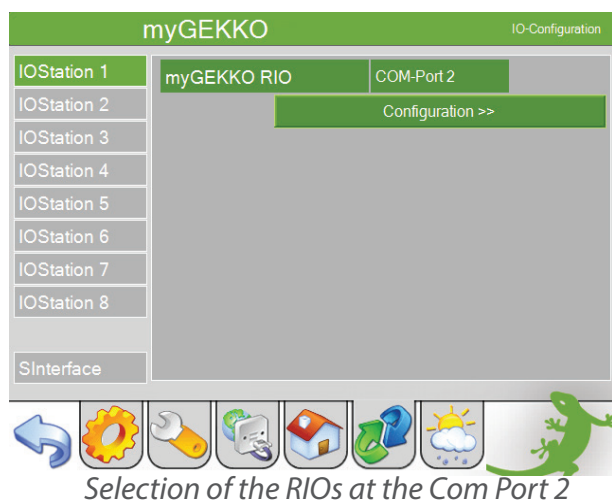 myGEKKO
IO-Configuration
IOStation 1
myGEKKO RIO
COM-Port 2
IOStation 2
Configuration >>
IOStation 3
IOStation 4
IOStation 5
IOStation 6
IOStation 7
IOStation 8
SInterface
Selection of the RIOs at the Com Port 2